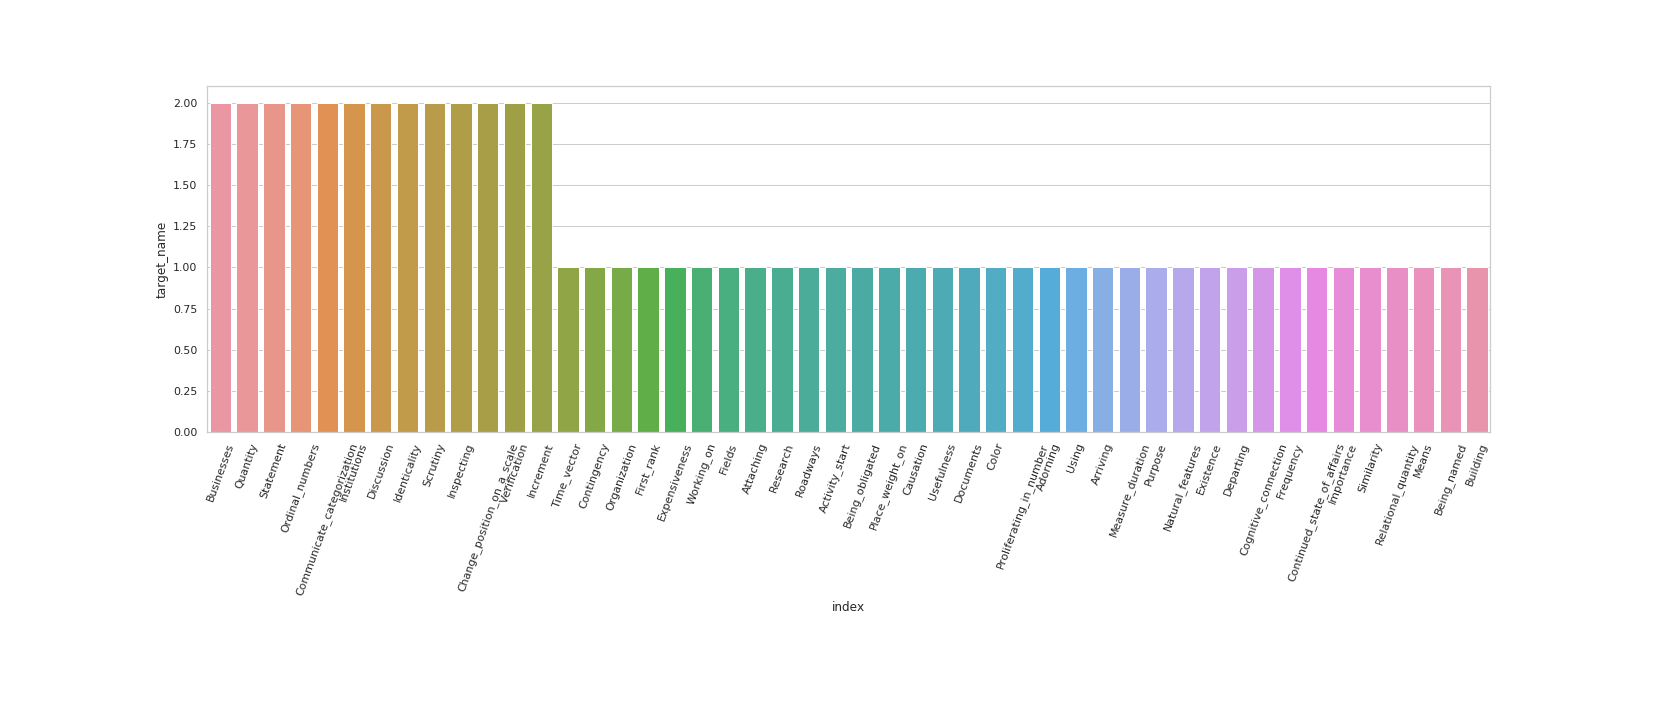 2.00
1.75
1.50
1.25
1.00
0.75
0.50
0.25
0.00
target_name
Businesses
Quantity
Statement
Ordinal_numbers
Communicate_categorization
Institutions
Discussion
Identicality
Scrutiny
Inspecting
Change_position_on_a_scale
Verification
Increment
Time_vector
Contingency
Organization
First_rank
Expensiveness
Working_on
Fields
Attaching
Research
Roadways
Activity_start
Being_obligated
Place_weight_on
Causation
Usefulness
Documents
Color
Proliferating_in_number
Adorning
Using
Arriving
Measure_duration
Purpose
Natural_features
Existence
Departing
Cognitive_connection
Frequency
Continued_state_of_affairs
Importance
Similarity
Relational_quantity
Means
Being_named
Building
index